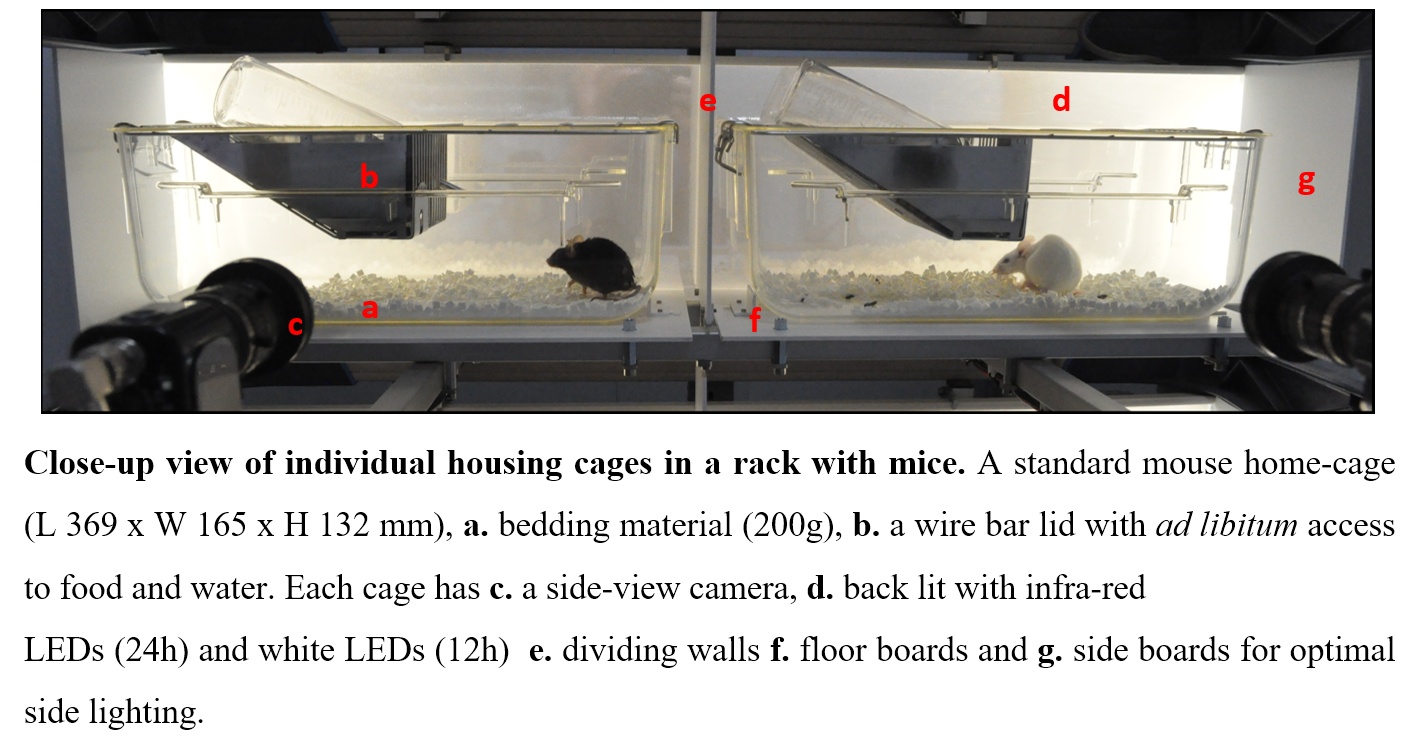 e d
b g
a
c f
Close-up view of individual housing cages in a rack with mice. A standard mouse home-cage
(L 369 x W 165 x H 132 mm), a. bedding material (200g), b. a wire bar lid with ad libitum access
to food and water. Each cage has c. a side-view camera, d. back lit with infra-red
LEDs (24h) and white LEDs (12h) e. dividing walls f. floor boards and g. side boards for optimal
side lighting.